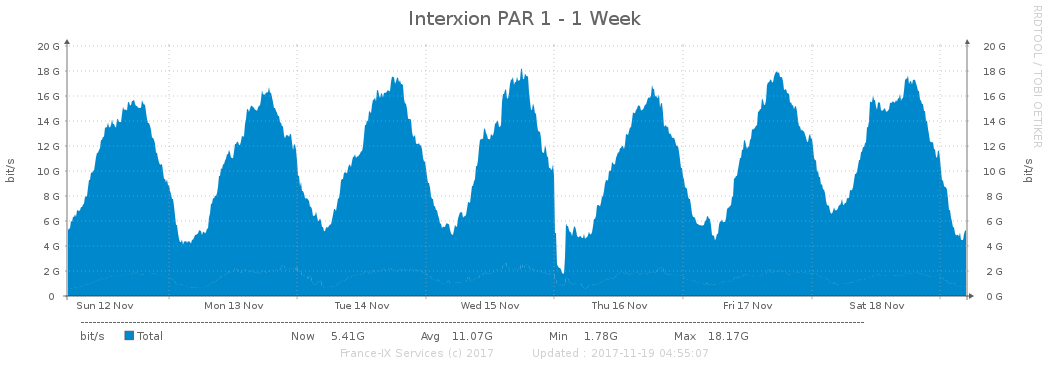 Interxion PAR 1 - 1 Week
RRDTOOL / TOBI OETIKER
20 G 20 G
18 G 18 G
16 G 16 G
14 G 14 G
12 G 12 G
10 G 10 G
8 G 8 G
6 G 6 G
4 G 4 G
2 G 2 G
0 0 G
bit/s
bit/s
Sun 12 Nov Mon 13 Nov Tue 14 Nov Wed 15 Nov Thu 16 Nov Fri 17 Nov Sat 18 Nov
bit/s Total Now 5.41G Avg 11.07G Min 1.78G Max 18.17G
France-IX Services (c) 2017 Updated : 2017-11-19 04:55:07